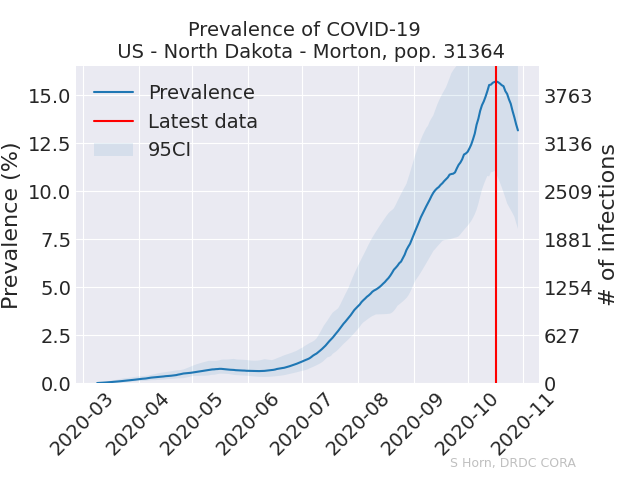 Prevalence of COVID-19
US - North Dakota - Morton, pop. 31364
Prevalence
Latest data
95CI
Prevalence (%)
15.0
12.5
10.0
7.5
5.0
2.5
0.0
3763
3136
2509
1881
1254
627
0
# of infections
2020-03
2020-04
2020-05
2020-06
2020-07
2020-08
2020-09
2020-10
2020-11
S Horn, DRDC CORA